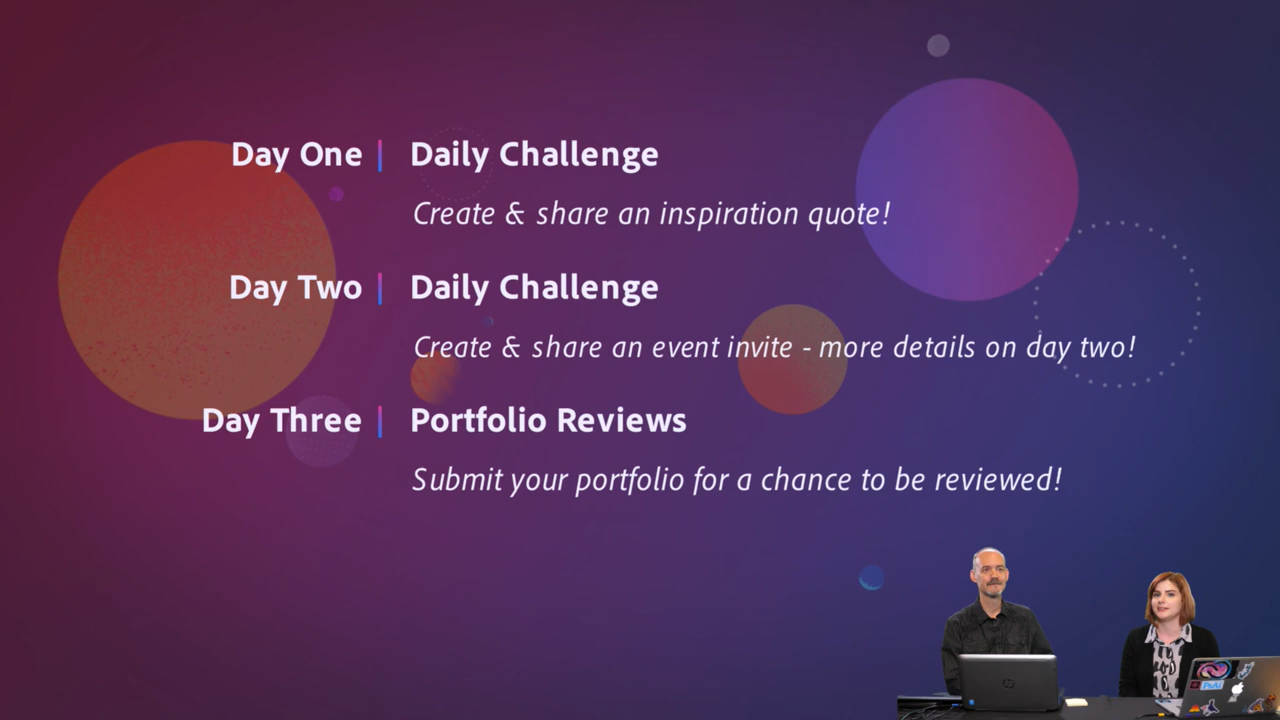 Day One | Daily Challenge
Create & share an inspiration quote!
Day Two | Daily Challenge
Create & share an event invite - more details on day two!
Day Three | Portfolio Reviews
Submit your portfolio for a chance to be reviewed!
hp